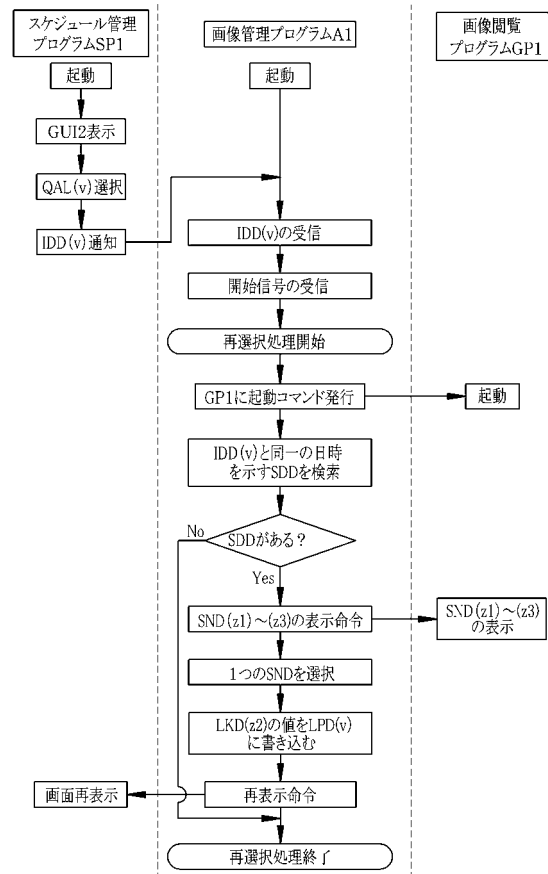 スケジュール管理
プログラムSP1
画像管理プログラムA1
画像閲覧
プログラムGP1
起動
起動
GUI2表示
QAL(v)選択
IDD(v)通知
IDD(v)の受信
開始信号の受信
再選択処理開始
GP1に起動コマンド発行
起動
IDD(v)と同一の日時
を示すSDDを検索
No
SDDがある？
Yes
SND(z1)～(z3)の表示命令
SND(z1)～(z3)
の表示
1つのSNDを選択
LKD(z2)の値をLPD(v)
に書き込む
画面再表示
再表示命令
再選択処理終了